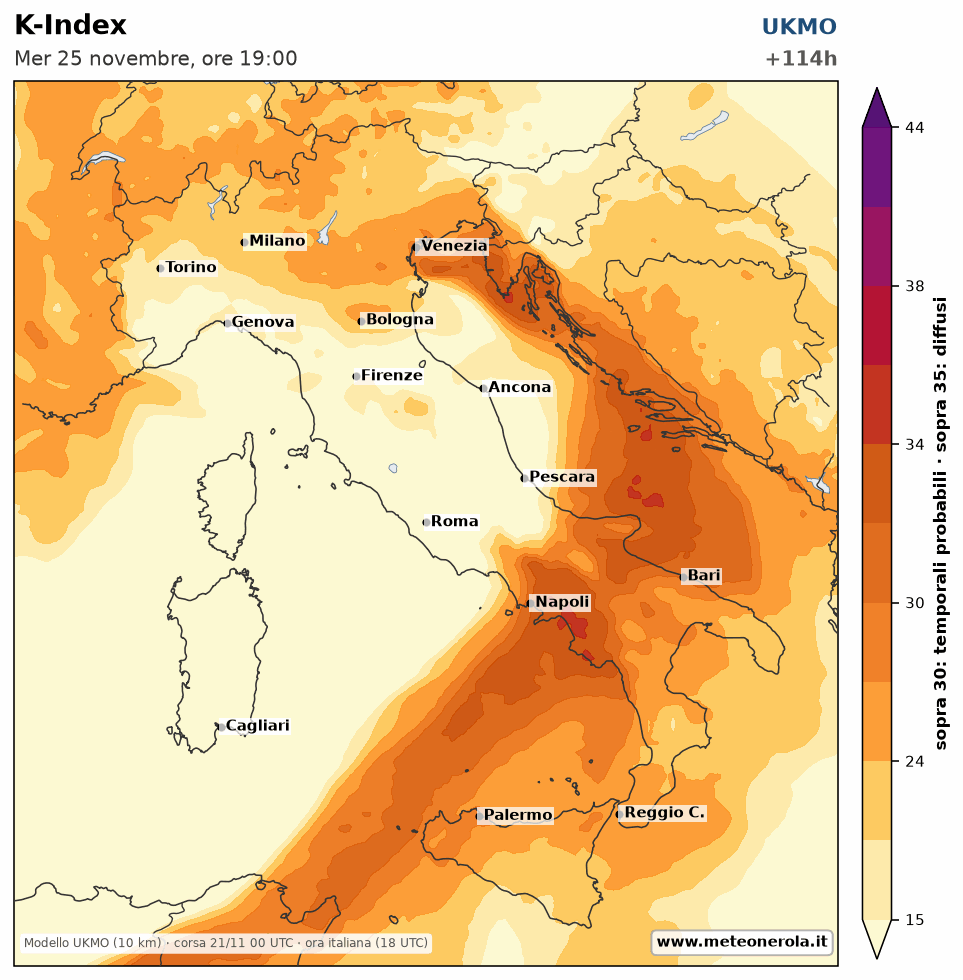 K-Index
UKMO
Mer 25 novembre, ore 19:00
+114h
44
Milano
Venezia
Torino
38
Genova
Bologna
Firenze
Ancona
34
Pescara
Roma
Bari
Napoli
30
Cagliari
24
Palermo
Reggio C.
15
sopra 30: temporali probabili · sopra 35: diffusi
Modello UKMO (10 km) · corsa 21/11 00 UTC · ora italiana (18 UTC)
www.meteonerola.it